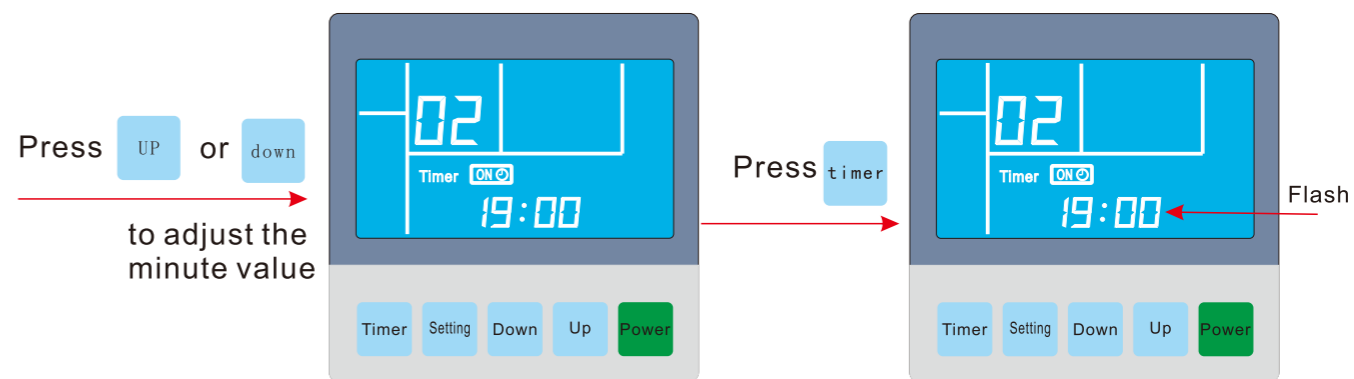 Press UP or down
to adjust the
minute value
02
Timer ON
19:00
Timer Setting Down Up Power
Press timer
02
Timer ON
19:00
Flash
Timer Setting Down Up Power